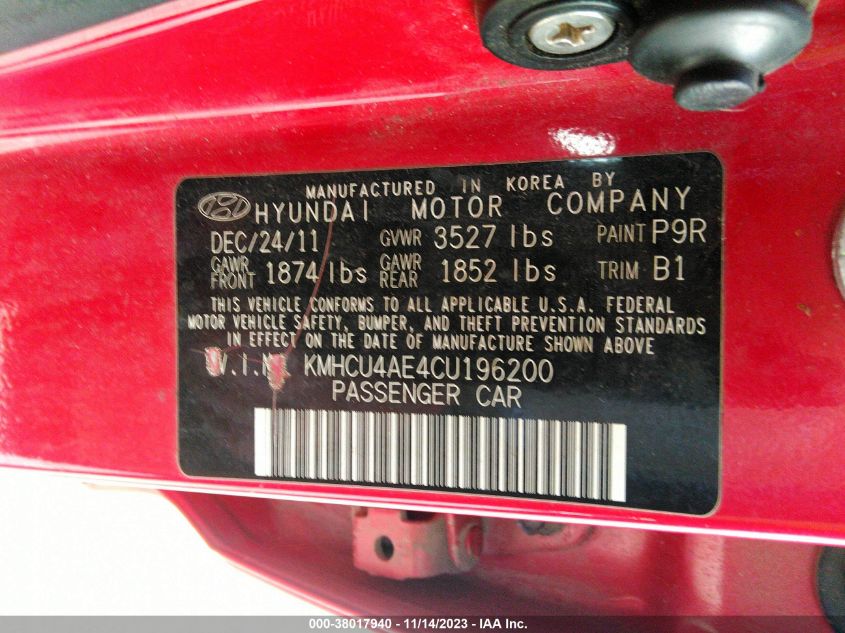 MANUFACTURED IN KOREA BY
HYUNDAI MOTOR COMPANY
DEC/24/11 GVWR 3527 lbs PAINT P9R
GAWR FRONT 1874 lbs GAWR REAR 1852 lbs TRIM B1
THIS VEHICLE CONFORMS TO ALL APPLICABLE U.S.A. FEDERAL
MOTOR VEHICLE SAFETY, BUMPER, AND THEFT PREVENTION STANDARDS
IN EFFECT ON THE DATE OF MANUFACTURE SHOWN ABOVE
V.I.N. KMHCU4AE4CU196200
PASSENGER CAR
000-38017940 - 11/14/2023 - IAA Inc.